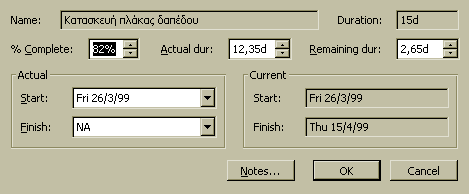 Name: Κατασκευή πλάκας δαπέδου Duration: 15d
% Complete: 82% Actual dur: 12,35d Remaining dur: 2,65d
Actual Current
Start: Fri 26/3/99 Start: Fri 26/3/99
Finish: NA Finish: Thu 15/4/99
Notes... OK Cancel